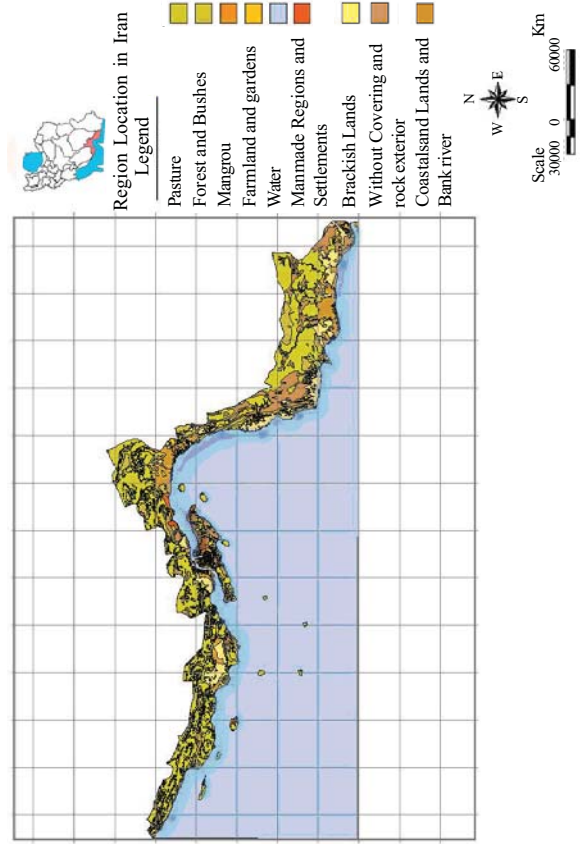 Region Location in Iran
Legend
Pasture
Forest and Bushes
Mangrou
Farmland and gardens
Water
Manmade Regions and
Settlements
Brackish Lands
Without Covering and
rock exterior
Coastalsand Lands and
Bank river
N
W
E
S
Scale
Km
30000
0
60000